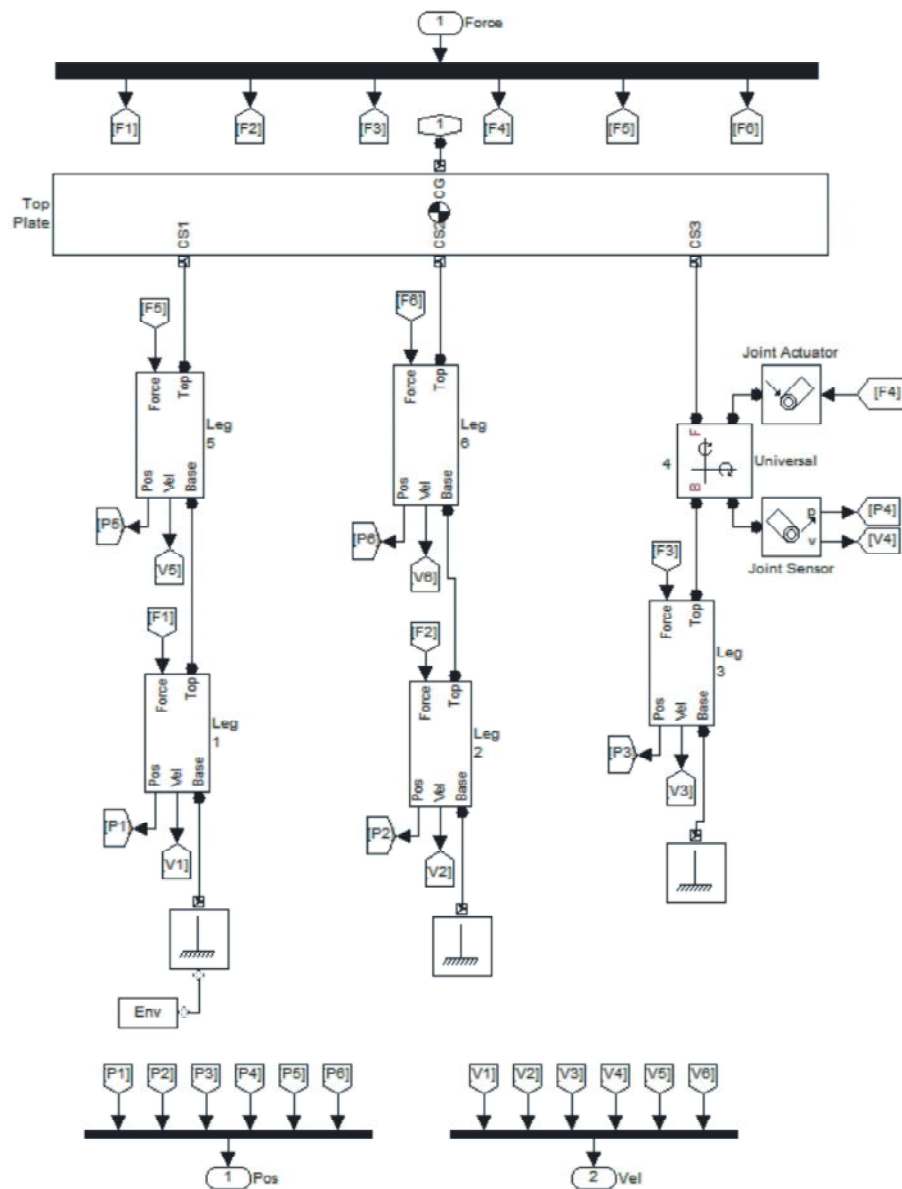 1 Force
[F1] [F2] [F3] [F4] [F5] [F6]
1
Top
Plate
CG
CS1 CS2 CS3
[F5]
Force Top
Leg
5
Pos Vel Base
[P5]
[V5]
[F1]
Force Top
Leg
1
Pos Vel Base
[P1]
[V1]
Env
[F6]
Force Top
Leg
6
Pos Vel Base
[P6]
[V6]
[F2]
Force Top
Leg
2
Pos Vel Base
[P2]
[V2]
Joint Actuator
[F4]
F
4
B
Universal
p [P4]
v [V4]
Joint Sensor
[F3]
Force Top
Leg
3
Pos Vel Base
[P3]
[V3]
P1] P2] P3] P4] P5] P6]
1 Pos
V1] V2] V3] V4] V5] V6]
2 Vel